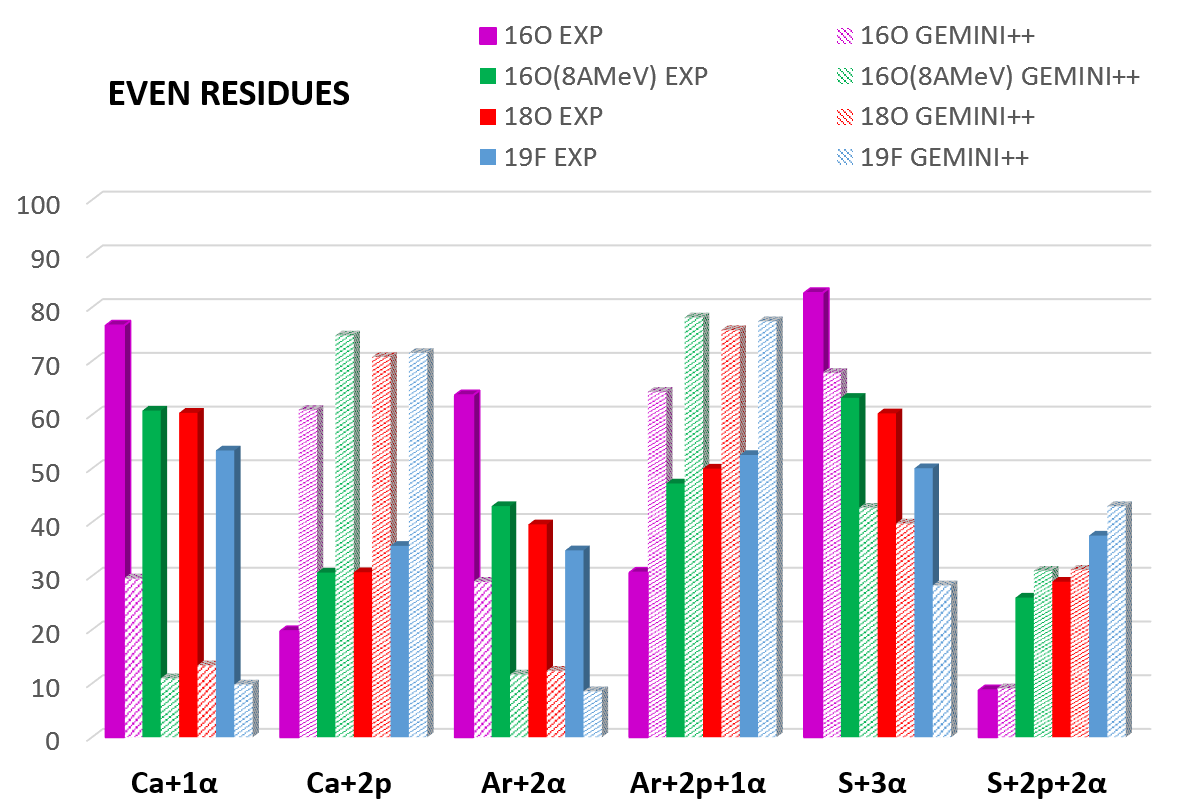 16O EXP
16O GEMINI++
16O(8AMeV) EXP
16O(8AMeV) GEMINI++
EVEN RESIDUES
18O EXP
18O GEMINI++
19F EXP
19F GEMINI++
100
90
80
70
60
50
40
30
20
10
0
Ca+1α
Ca+2p
Ar+2α
Ar+2p+1α
S+3α
S+2p+2α